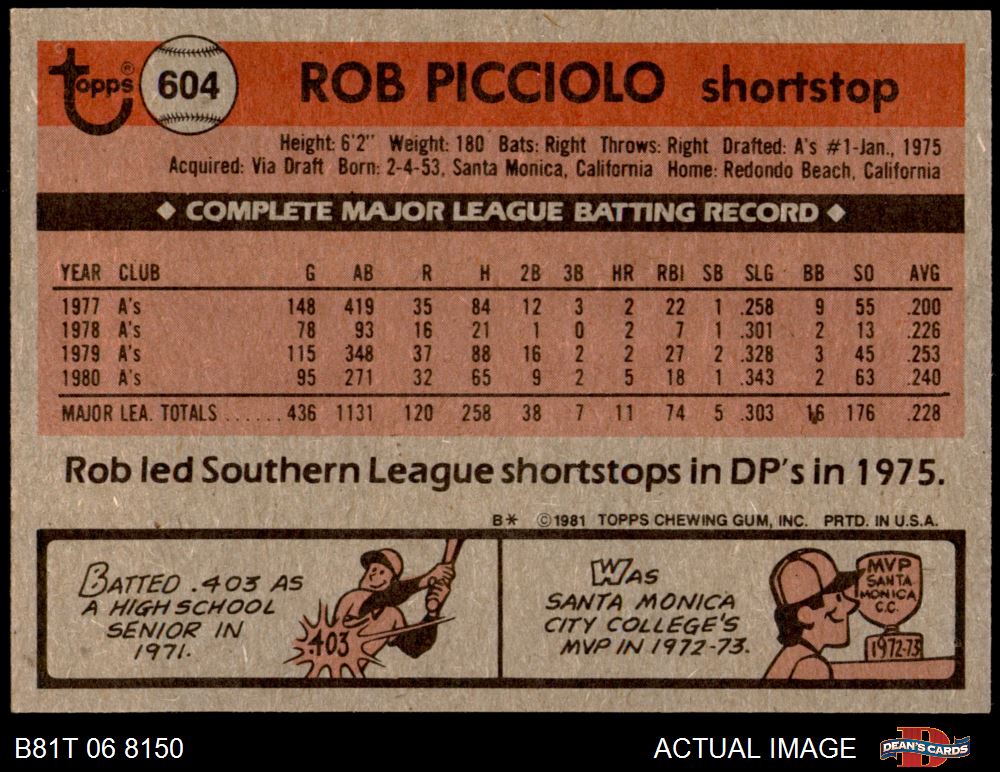 Topps® 604 ROB PICCIOLO shortstop
Height: 6'2" Weight: 180 Bats: Right Throws: Right Drafted: A's #1-Jan., 1975
Acquired: Via Draft Born: 2-4-53, Santa Monica, California Home: Redondo Beach, California
◆ COMPLETE MAJOR LEAGUE BATTING RECORD ◆
YEAR CLUB G AB R H 2B 3B HR RBI SB SLG BB SO AVG
1977 A's 148 419 35 84 12 3 2 22 1 .258 9 55 .200
1978 A's 78 93 16 21 1 0 2 7 1 .301 2 13 .226
1979 A's 115 348 37 88 16 2 2 27 2 .328 3 45 .253
1980 A's 95 271 32 65 9 2 5 18 1 .343 2 63 .240
MAJOR LEA. TOTALS ...... 436 1131 120 258 38 7 11 74 5 .303 16 176 .228
Rob led Southern League shortstops in DP's in 1975.
B* ©1981 TOPPS CHEWING GUM, INC. PRTD. IN U.S.A.
BATTED .403 AS
A HIGH SCHOOL
SENIOR IN
1971.
.403
WAS
SANTA MONICA
CITY COLLEGE'S
MVP IN 1972-73.
MVP
SANTA
MONICA
C.C.
1972-73
B81T 06 8150 ACTUAL IMAGE DEAN'S CARDS